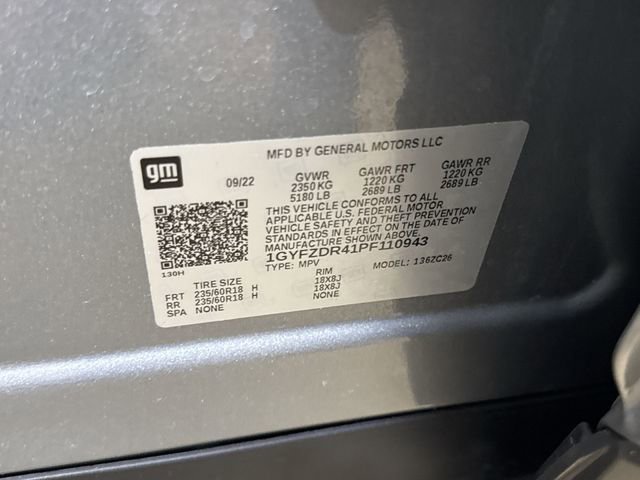 gm
MFD BY GENERAL MOTORS LLC
09/22 GVWR GAWR FRT GAWR RR
2350 KG 1220 KG 1220 KG
5180 LB 2689 LB 2689 LB
THIS VEHICLE CONFORMS TO ALL
APPLICABLE U.S. FEDERAL MOTOR
VEHICLE SAFETY AND THEFT PREVENTION
STANDARDS IN EFFECT ON THE DATE OF
MANUFACTURE SHOWN ABOVE.
1GYFZDR41PF110943
130H
TYPE: MPV MODEL: 136ZC26
TIRE SIZE RIM
FRT 235/60R18 H 18X8J
RR 235/60R18 H 18X8J
SPA NONE NONE